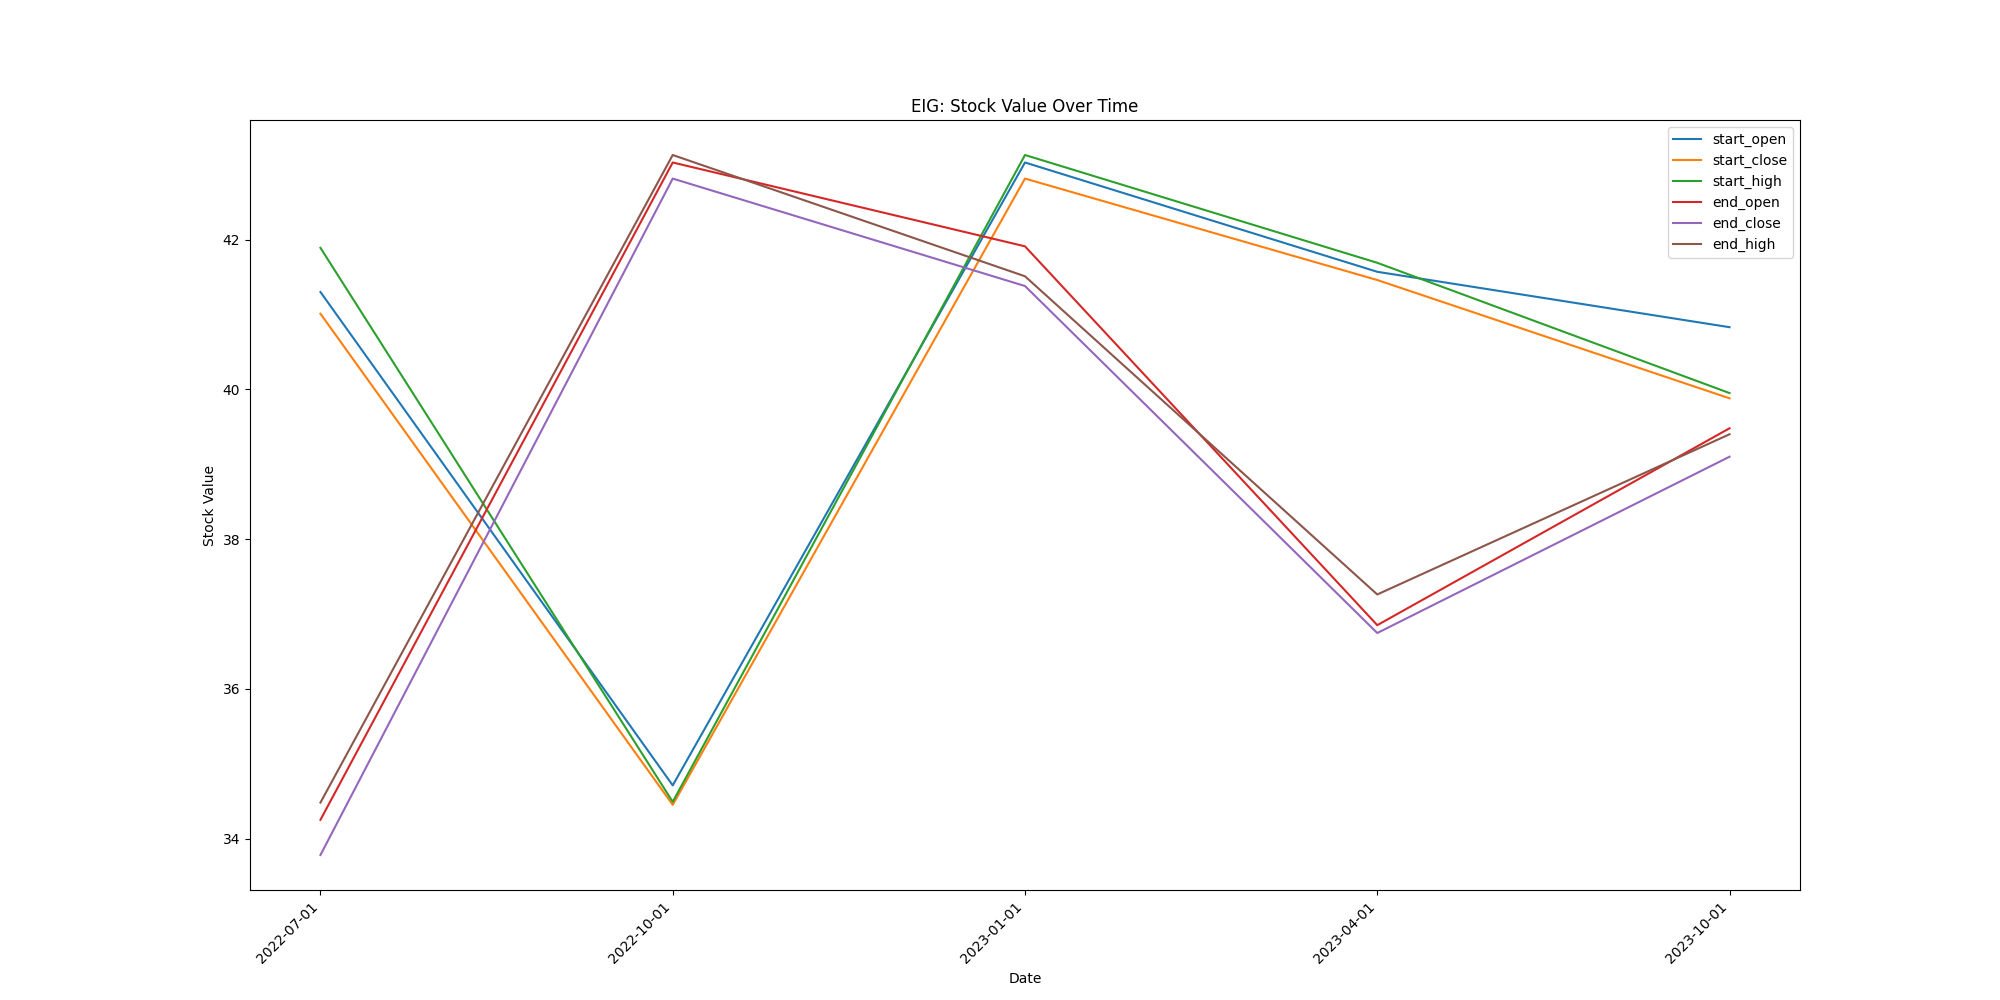 EIG: Stock Value Over Time
start_open
start_close
start_high
end_open
end_close
end_high
Stock Value
42
40
38
36
34
2022-07-01
2022-10-01
2023-01-01
2023-04-01
2023-10-01
Date